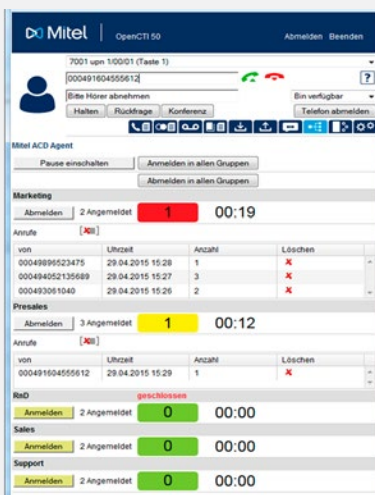 Mitel OpenCTI 50 Abmelden Beenden
7001 upn 1/00/01 (Taste 1)
000491604555612
?
Bitte Hörer abnehmen Bin verfügbar
Halten Rückfrage Konferenz Telefon abmelden
Mitel ACD Agent
Pause einschalten Anmelden in allen Gruppen
Abmelden in allen Gruppen
Marketing
Abmelden 2 Angemeldet 1 00:19
Anrufe
von Uhrzeit Anzahl Löschen
00049896523475 29.04.2015 15:28 1
000494052135689 29.04.2015 15:27 3
000493061040 29.04.2015 15:26 2
Presales
Abmelden 3 Angemeldet 1 00:12
Anrufe
von Uhrzeit Anzahl Löschen
000491604555612 29.04.2015 15:29 1
RnD geschlossen
Anmelden 2 Angemeldet 0 00:00
Sales
Anmelden 2 Angemeldet 0 00:00
Support
Anmelden 2 Angemeldet 0 00:00